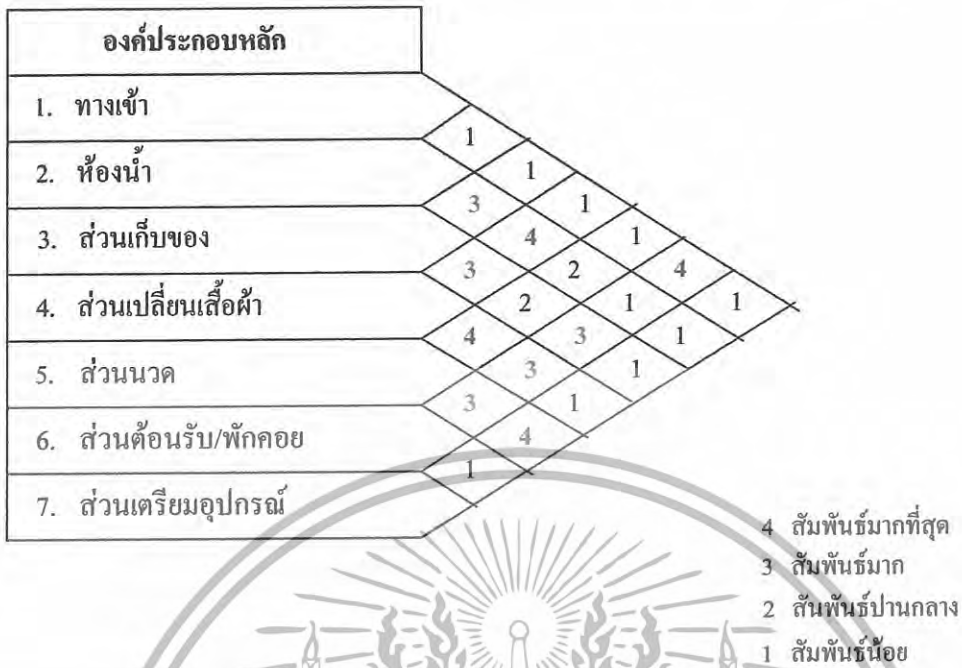 องค์ประกอบหลัก
1. ทางเข้า
1
2. ห้องน้ำ 1
3 1
3. ส่วนเก็บของ 4 1
3 2 4
4. ส่วนเปลี่ยนเสื้อผ้า 2 1 1
4 3 1
5. ส่วนนวด 3 1
3 1
6. ส่วนต้อนรับ/พักคอย 4
1
7. ส่วนเตรียมอุปกรณ์
4 สัมพันธ์มากที่สุด
3 สัมพันธ์มาก
2 สันพันธ์ปานกลาง
1 สัมพันธ์น้อย